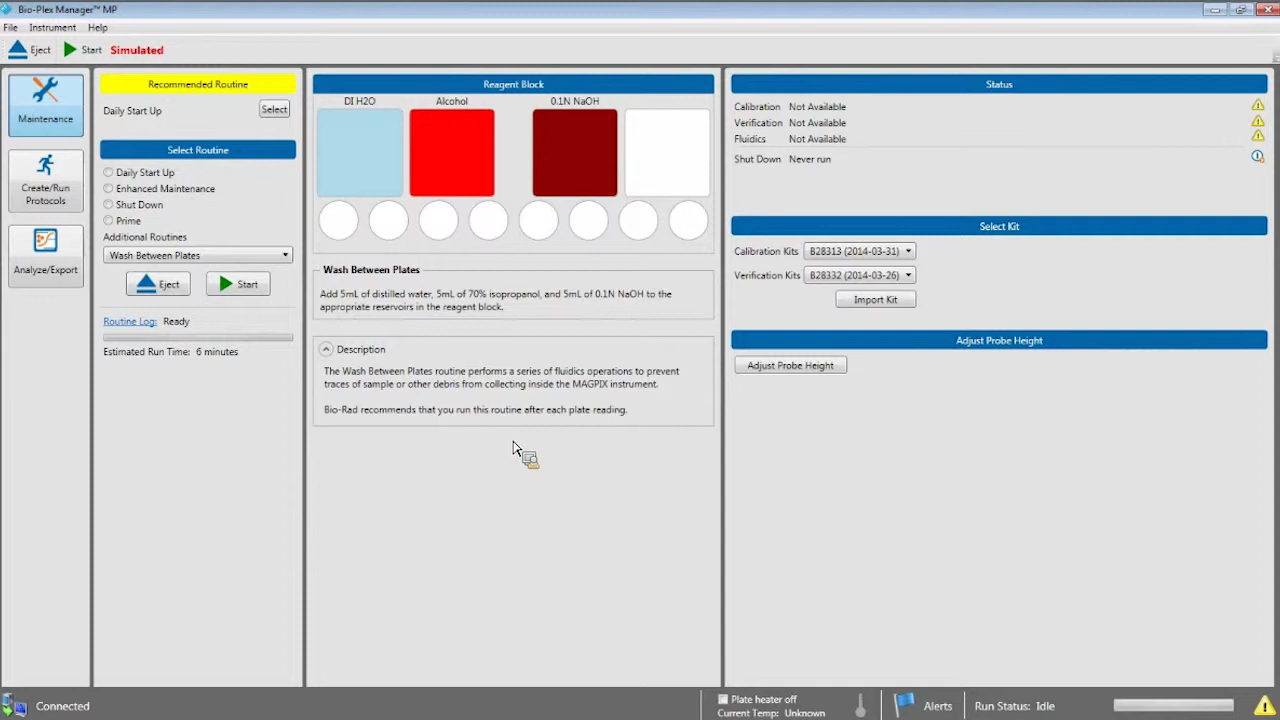 Bio-Plex Manager™ MP
File Instrument Help
Eject Start Simulated
Maintenance
Create/Run
Protocols
Analyze/Export
Recommended Routine
Daily Start Up Select
Select Routine
Daily Start Up
Enhanced Maintenance
Shut Down
Prime
Additional Routines
Wash Between Plates
Eject Start
Routine Log: Ready
Estimated Run Time: 6 minutes
Reagent Block
DI H2O Alcohol 0.1N NaOH
Wash Between Plates
Add 5mL of distilled water, 5mL of 70% isopropanol, and 5mL of 0.1N NaOH to the
appropriate reservoirs in the reagent block.
Description
The Wash Between Plates routine performs a series of fluidics operations to prevent
traces of sample or other debris from collecting inside the MAGPIX instrument.
Bio-Rad recommends that you run this routine after each plate reading.
Status
Calibration Not Available
Verification Not Available
Fluidics Not Available
Shut Down Never run
Select Kit
Calibration Kits B28313 (2014-03-31)
Verification Kits B28332 (2014-03-26)
Import Kit
Adjust Probe Height
Adjust Probe Height
Connected
Plate heater off
Current Temp: Unknown
Alerts
Run Status: Idle